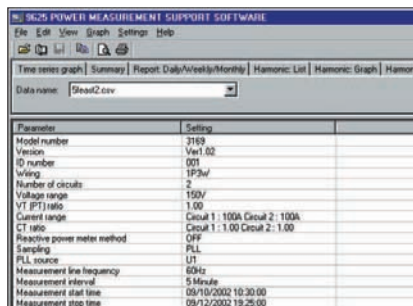 9625 POWER MEASUREMENT SUPPORT SOFTWARE
File Edit View Graph Settings Help
Time series graph Summary Report: Daily/Weekly/Monthly Harmonic: List Harmonic: Graph Harmon
Data name: 5lead2.csv
Parameter Setting
Model number 3169
Version Ver1.02
ID number 001
Wiring 1P3W
Number of circuits 2
Voltage range 150V
VT (PT) ratio 1.00
Current range Circuit 1 : 100A Circuit 2 : 100A
CT ratio Circuit 1 : 1.00 Circuit 2 : 1.00
Reactive power meter method OFF
Sampling PLL
PLL source U1
Measurement line frequency 60Hz
Measurement interval 5 Minute
Measurement start time 09/10/2002 10:30:00
Measurement stop time 09/12/2002 19:25:00